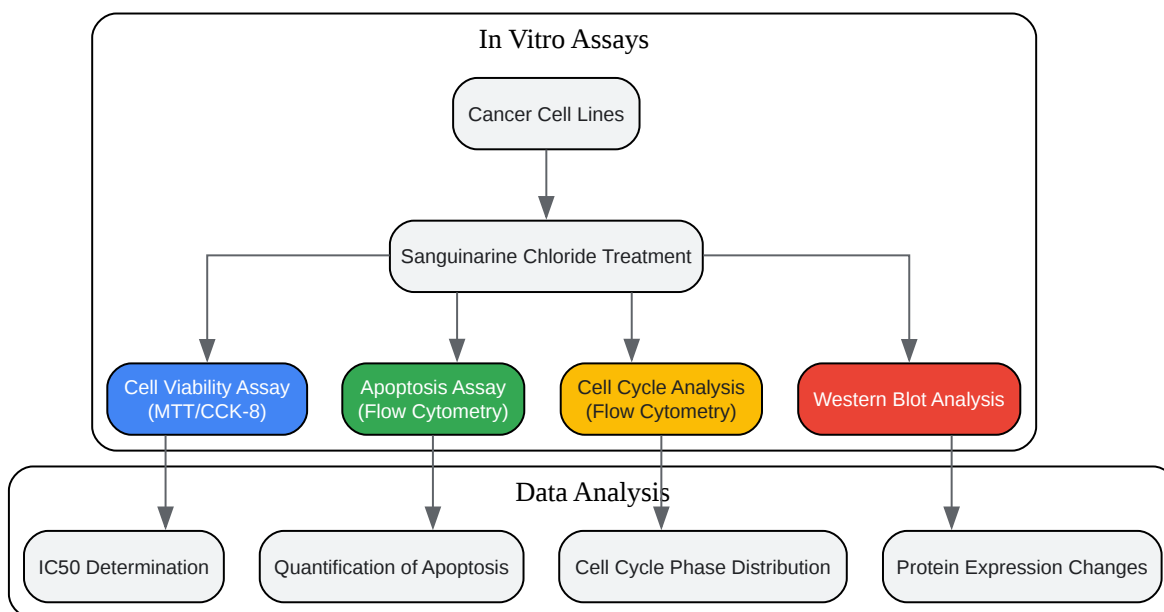 In Vitro Assays
Cancer Cell Lines
Sanguinarine Chloride Treatment
Cell Viability Assay
(MTT/CCK-8)
Apoptosis Assay
(Flow Cytometry)
Cell Cycle Analysis
(Flow Cytometry)
Western Blot Analysis
Data Analysis
IC50 Determination
Quantification of Apoptosis
Cell Cycle Phase Distribution
Protein Expression Changes